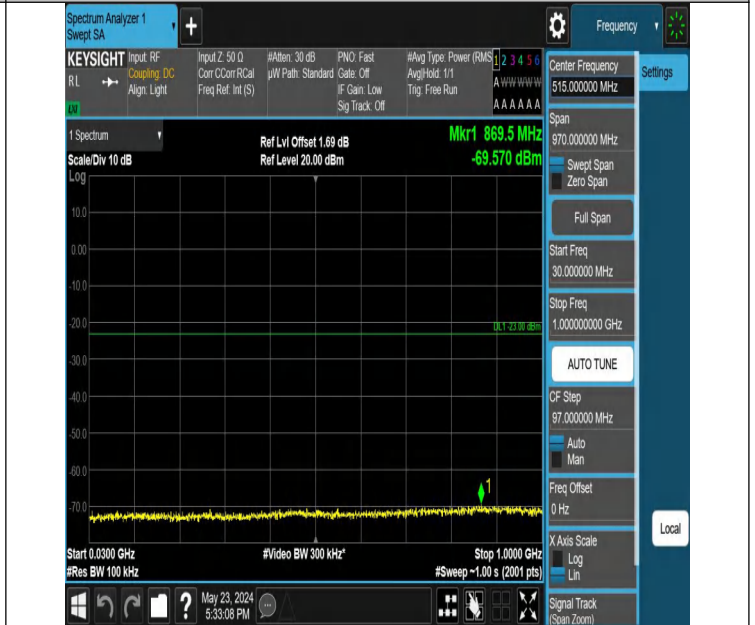 Spectrum Analyzer 1
Swept SA
+
Frequency
KEYSIGHT
RL
LXI
Input: RF
Coupling: DC
Align: Light
Input Z: 50 Ω
Corr CCorr RCal
Freq Ref: Int (S)
#Atten: 30 dB
µW Path: Standard
PNO: Fast
Gate: Off
IF Gain: Low
Sig Track: Off
#Avg Type: Power (RMS
Avg|Hold: 1/1
Trig: Free Run
1 2 3 4 5 6
A W W W W W
A A A A A A
1 Spectrum
Scale/Div 10 dB
Ref Lvl Offset 1.69 dB
Ref Level 20.00 dBm
Mkr1 869.5 MHz
-69.570 dBm
Log
10.0
0.00
-10.0
-20.0
-30.0
-40.0
-50.0
-60.0
-70.0
DL1 -23.00 dBm
1
Start 0.0300 GHz
#Res BW 100 kHz
#Video BW 300 kHz*
Stop 1.0000 GHz
#Sweep ~1.00 s (2001 pts)
?
May 23, 2024
5:33:08 PM
Center Frequency
515.000000 MHz
Span
970.000000 MHz
Swept Span
Zero Span
Full Span
Start Freq
30.000000 MHz
Stop Freq
1.000000000 GHz
AUTO TUNE
CF Step
97.000000 MHz
Auto
Man
Freq Offset
0 Hz
X Axis Scale
Log
Lin
Signal Track
(Span Zoom)
Settings
Local